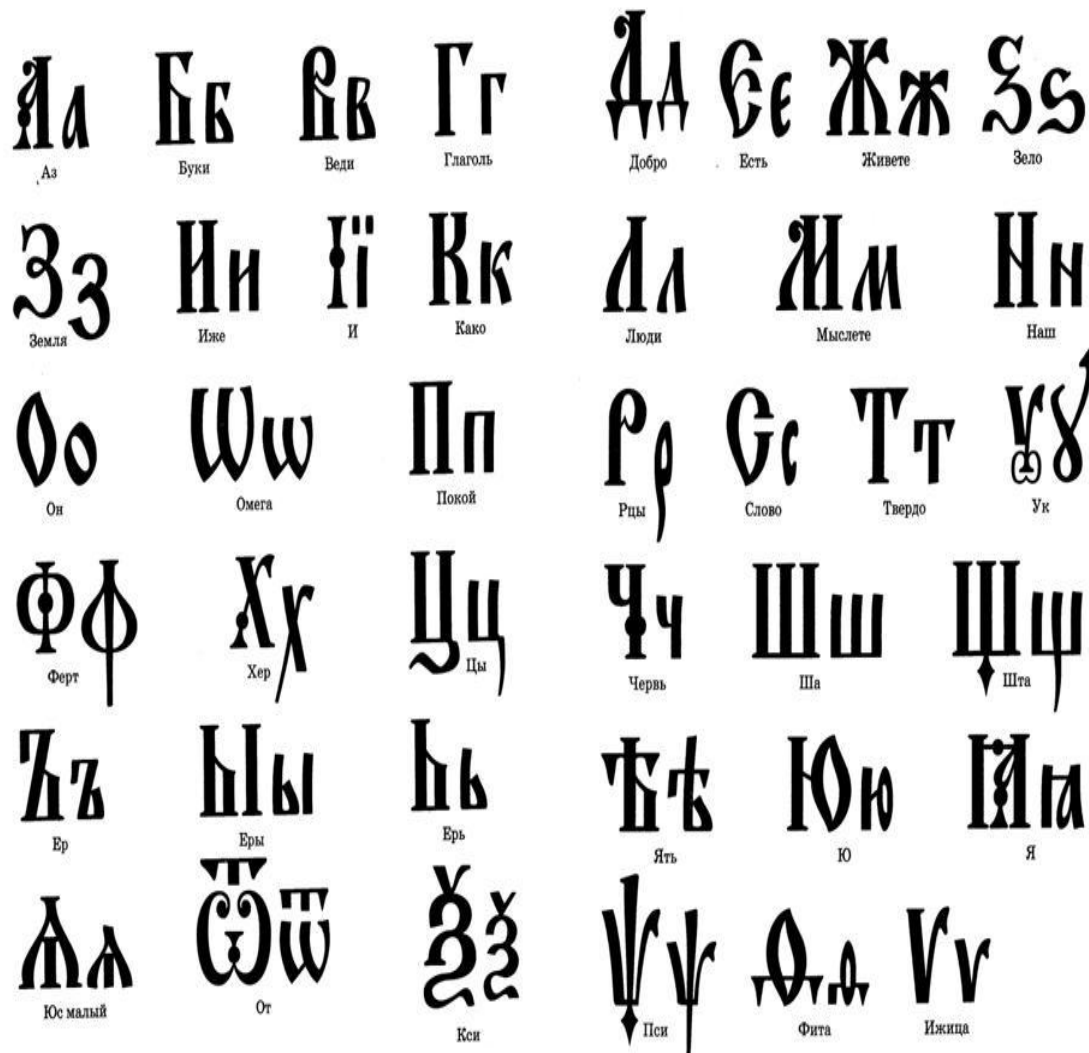 Аа Бб Вв Гг Дд Єє Жж Ѕѕ
Аз Буки Веди Глаголь Добро Есть Живете Зело
Зз Ии Її Кк Лл Мм Нн
Земля Иже И Како Люди Мыслете Наш
Оо Ѡѡ Пп Рр Сс Тт Ѹꙋ
Он Омега Покой Рцы Слово Твердо Ук
Фф Хх Цц Чч Шш Щщ
Ферт Хер Цы Червь Ша Шта
Ъъ Ыы Ьь Ѣѣ Юю Ꙗꙗ
Ер Еры Ерь Ять Ю Я
Ѧѧ Ѿѿ Ѯѯ Ѱѱ Ѳѳ Ѵѵ
Юс малый От Кси Пси Фита Ижица